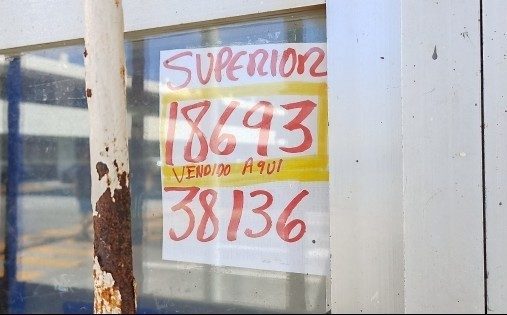 SUPERIOR
18693
VENDIDO AQUI
38136